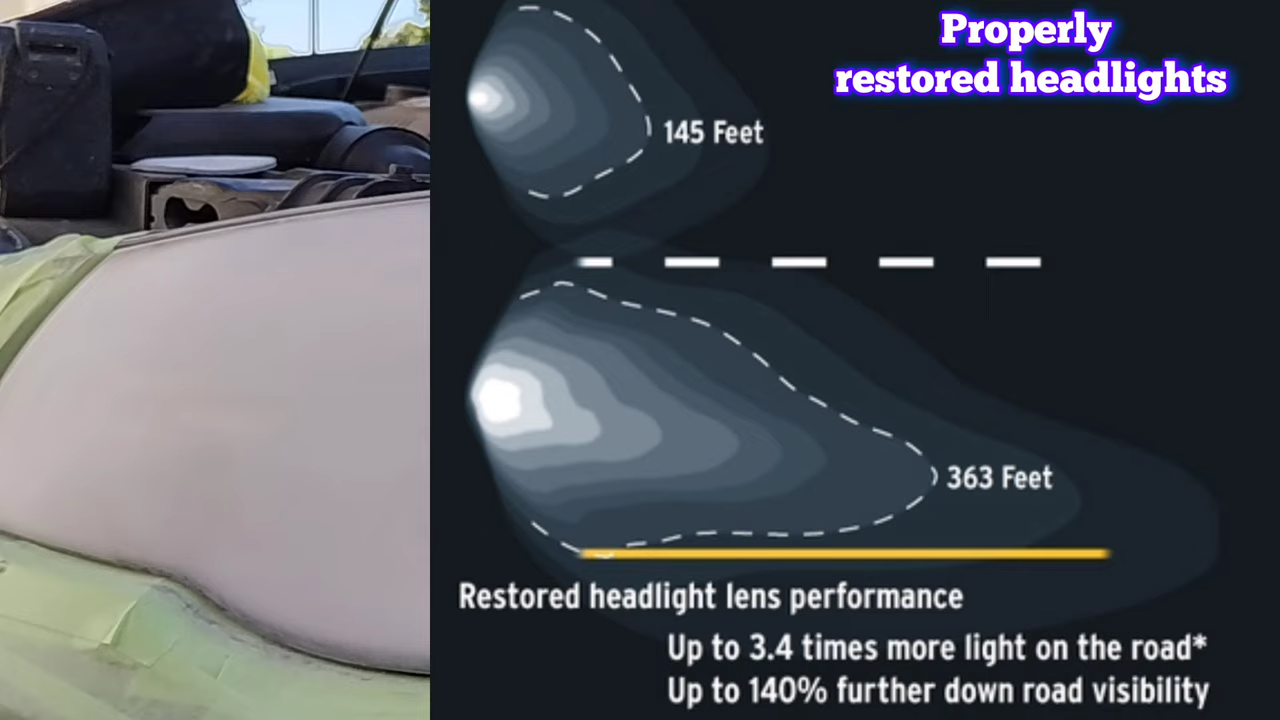 Properly
restored headlights
145 Feet
363 Feet
Restored headlight lens performance
Up to 3.4 times more light on the road*
Up to 140% further down road visibility